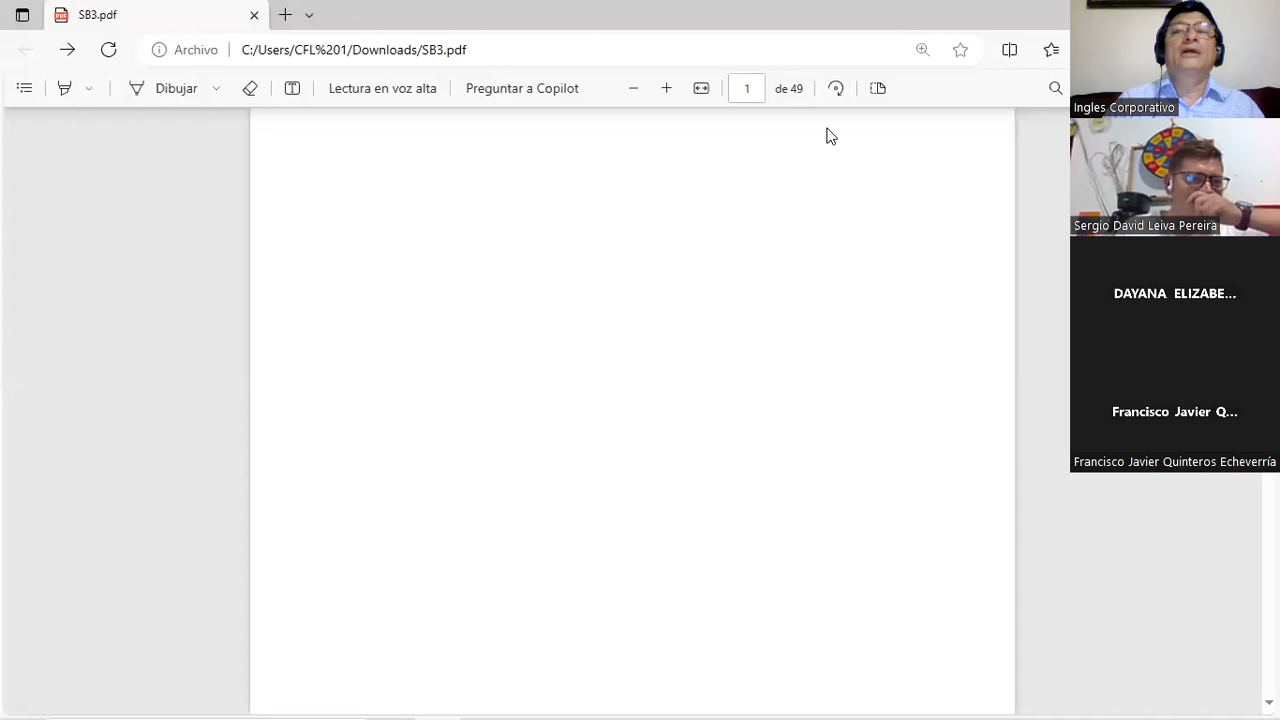 SB3.pdf
Archivo
C:/Users/CFL%201/Downloads/SB3.pdf
Dibujar
Lectura en voz alta
Preguntar a Copilot
1
de 49
Ingles Corporativo
Sergio David Leiva Pereira
DAYANA ELIZABE...
Francisco Javier Q...
Francisco Javier Quinteros Echeverría